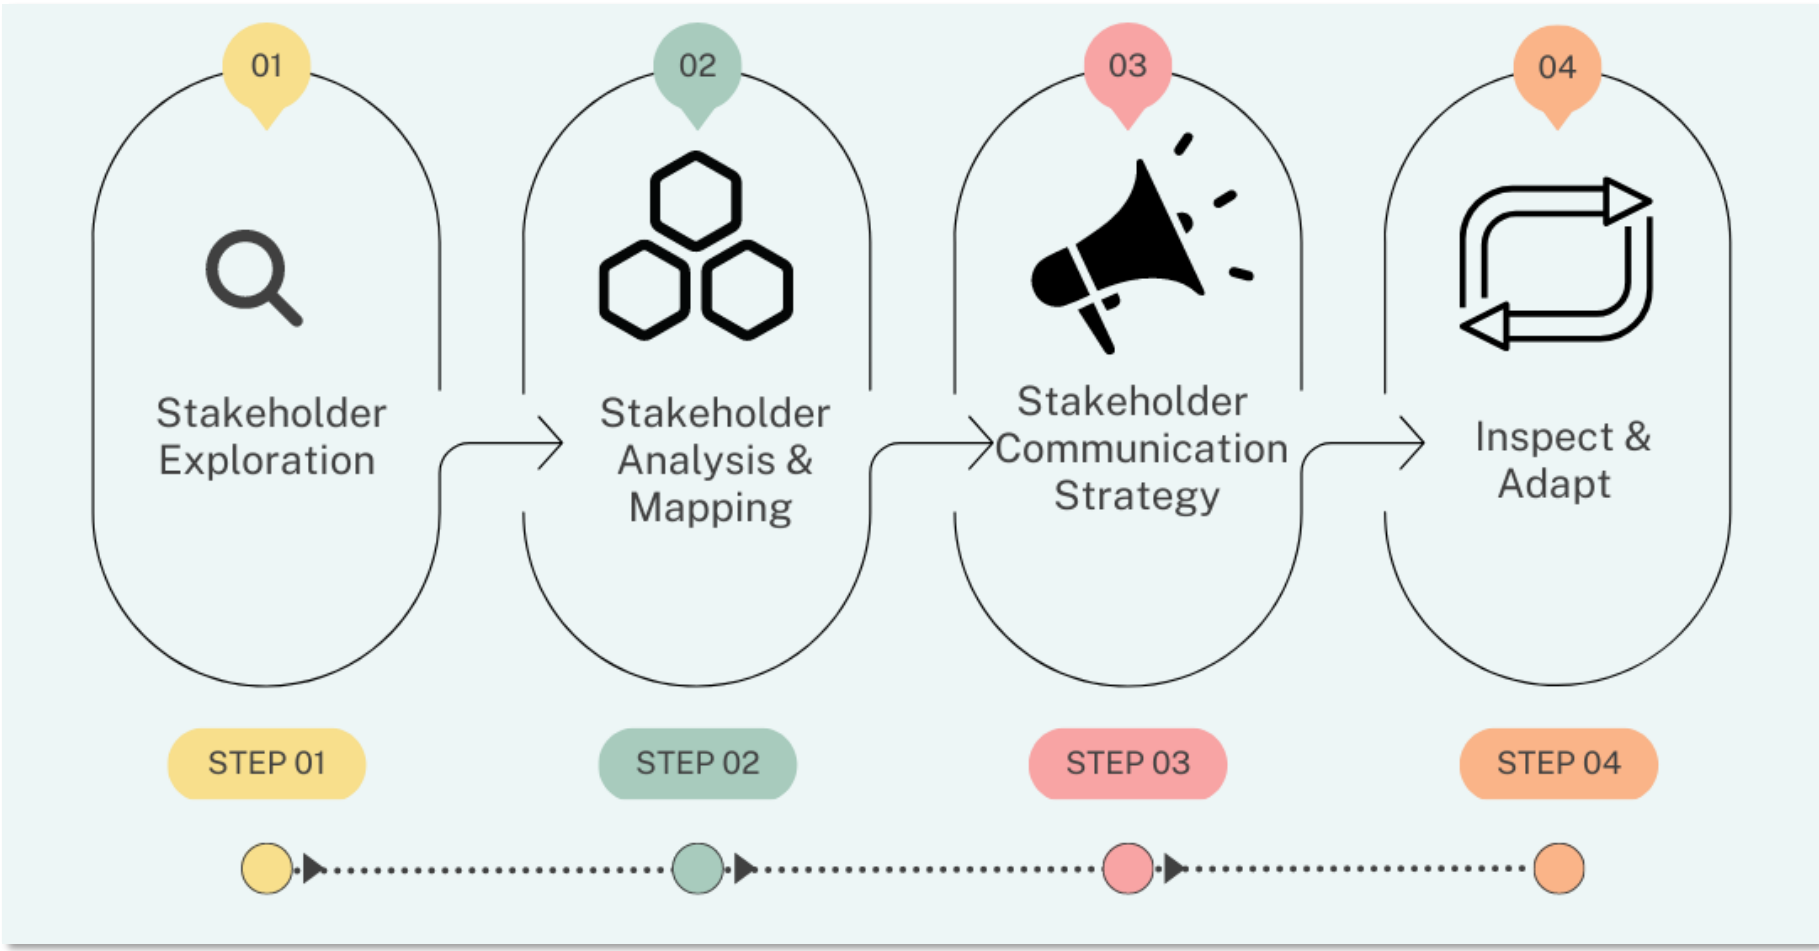 01
02
03
04
Stakeholder
Exploration
Stakeholder
Analysis &
Mapping
Stakeholder
Communication
Strategy
Inspect &
Adapt
STEP 01
STEP 02
STEP 03
STEP 04